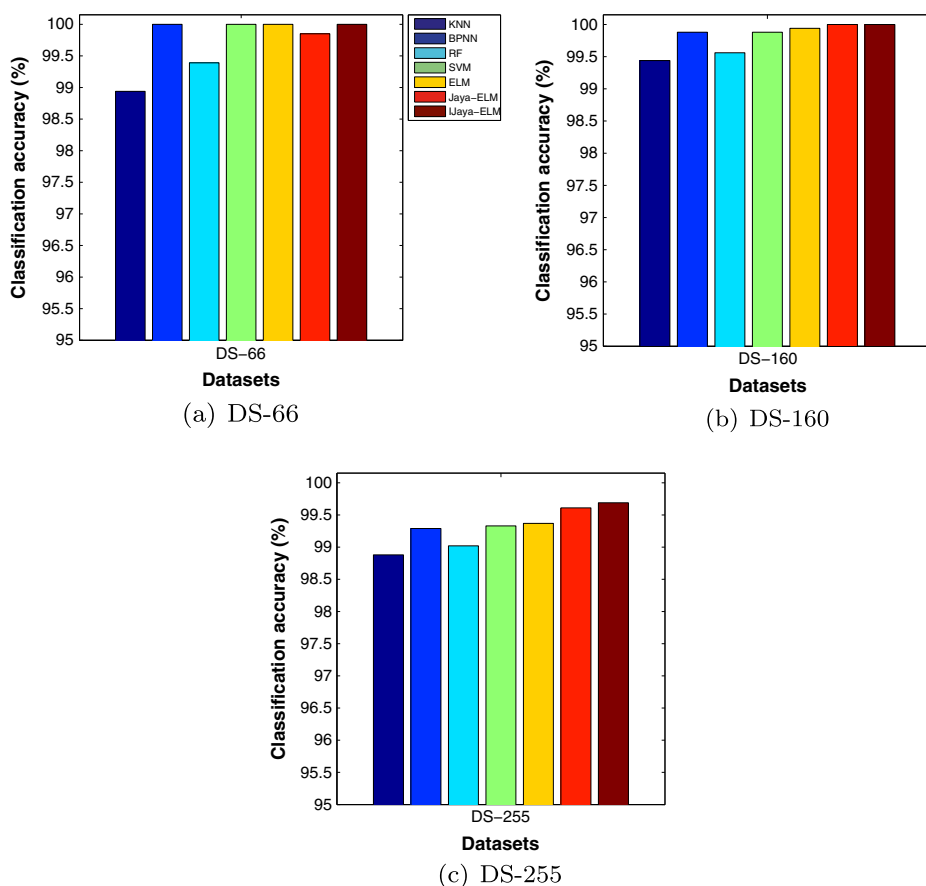 Classification accuracy (%)
100
99.5
99
98.5
98
97.5
97
96.5
96
95.5
95
DS−66
Datasets
(a) DS-66
KNN
BPNN
RF
SVM
ELM
Jaya−ELM
IJaya−ELM
Classification accuracy (%)
100
99.5
99
98.5
98
97.5
97
96.5
96
95.5
95
DS−160
Datasets
(b) DS-160
Classification accuracy (%)
100
99.5
99
98.5
98
97.5
97
96.5
96
95.5
95
DS−255
Datasets
(c) DS-255